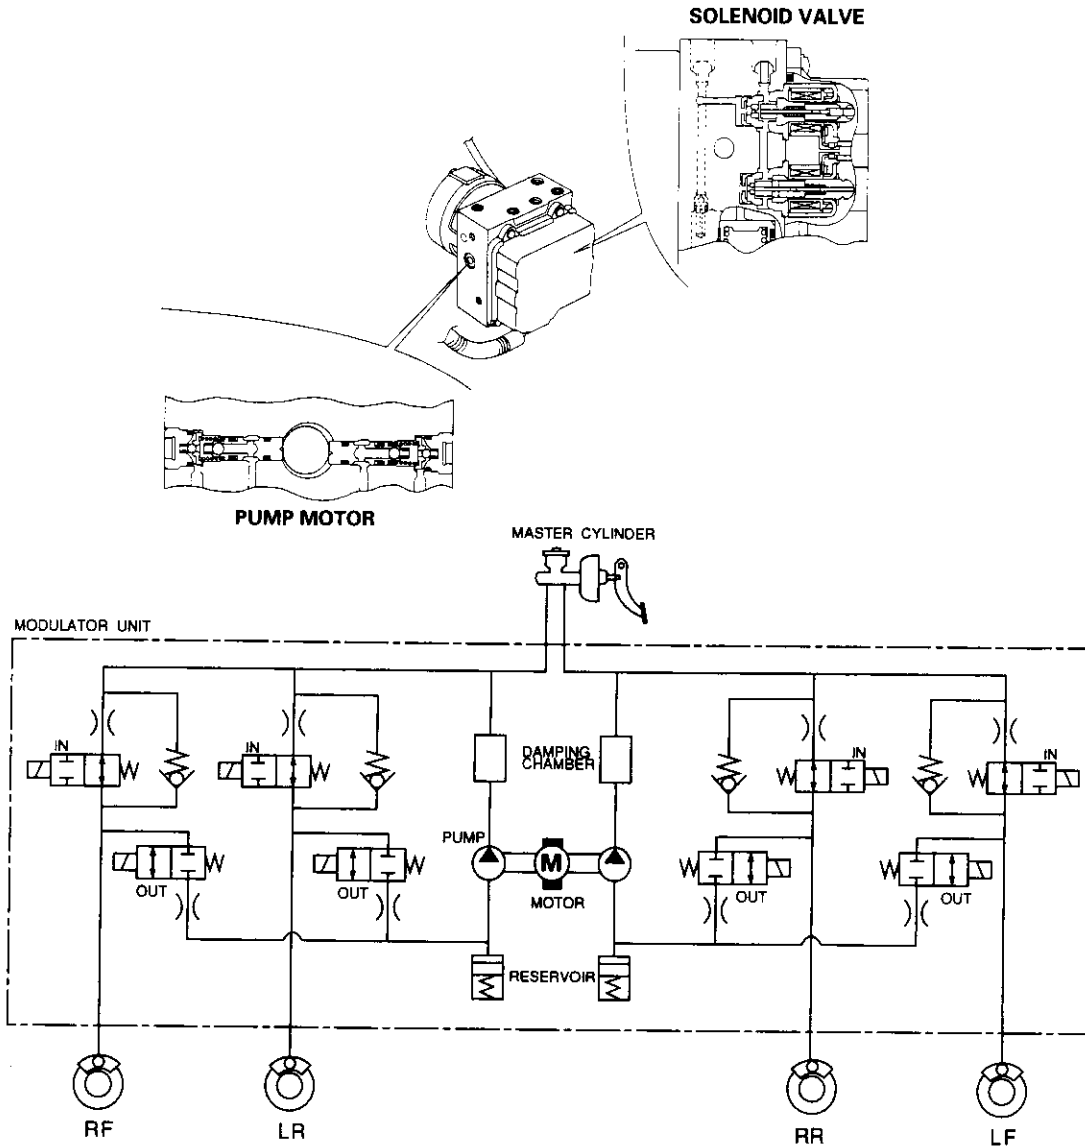 SOLENOID VALVE
PUMP MOTOR
MASTER CYLINDER
MODULATOR UNIT
IN
IN
DAMPING
CHAMBER
IN
IN
PUMP
M
OUT
OUT
MOTOR
OUT
OUT
RESERVOIR
RF
LR
RR
LF